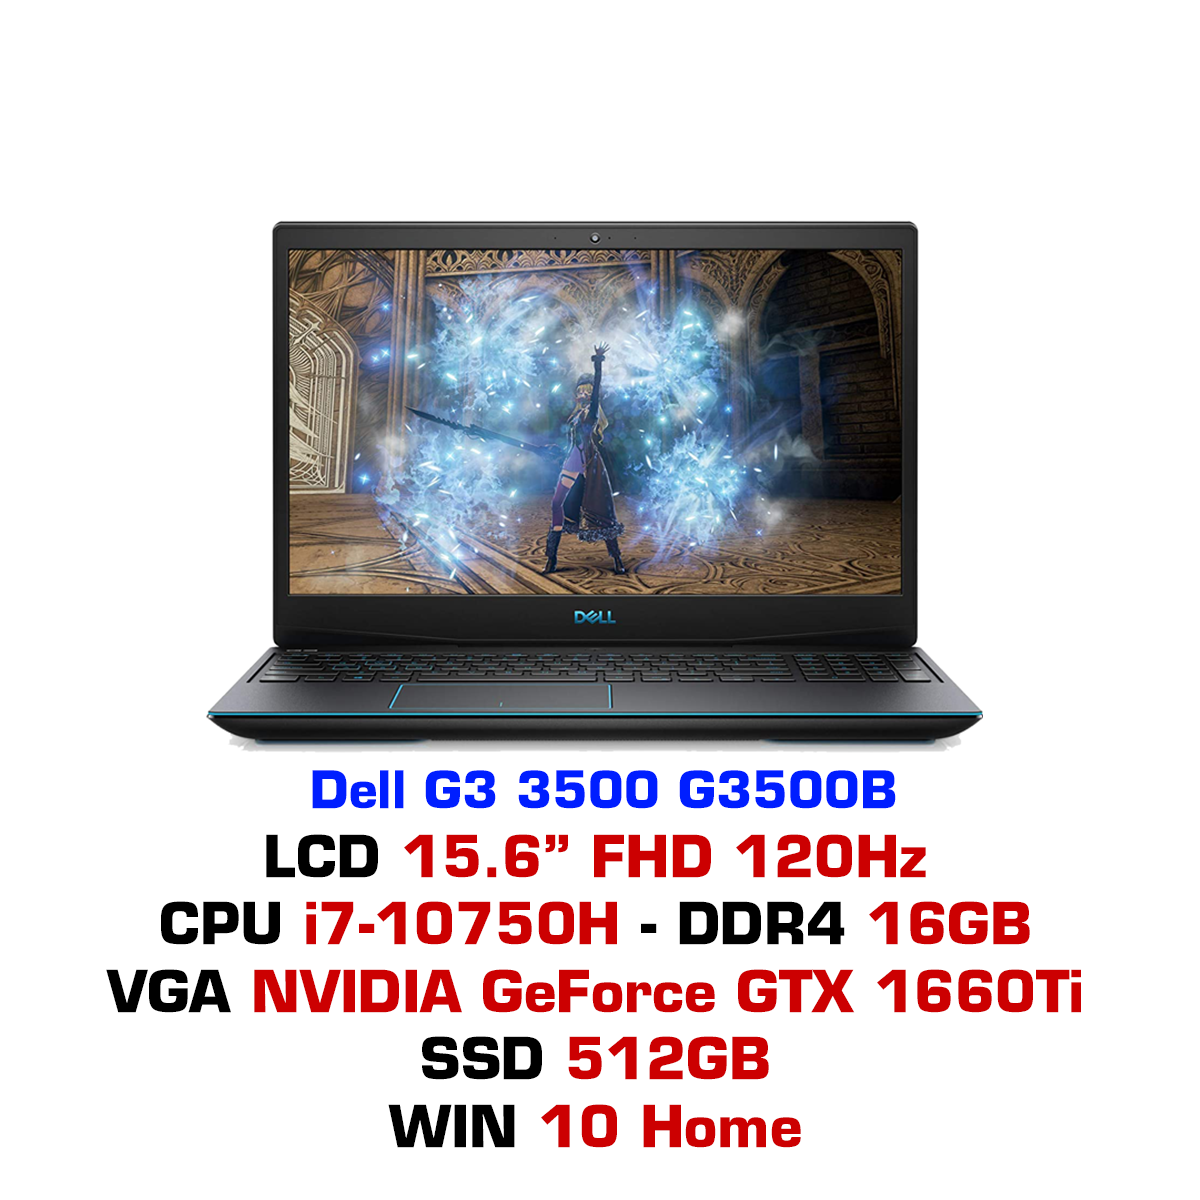 DELL
Dell G3 3500 G3500B
LCD 15.6” FHD 120Hz
CPU i7-10750H - DDR4 16GB
VGA NVIDIA GeForce GTX 1660Ti
SSD 512GB
WIN 10 Home